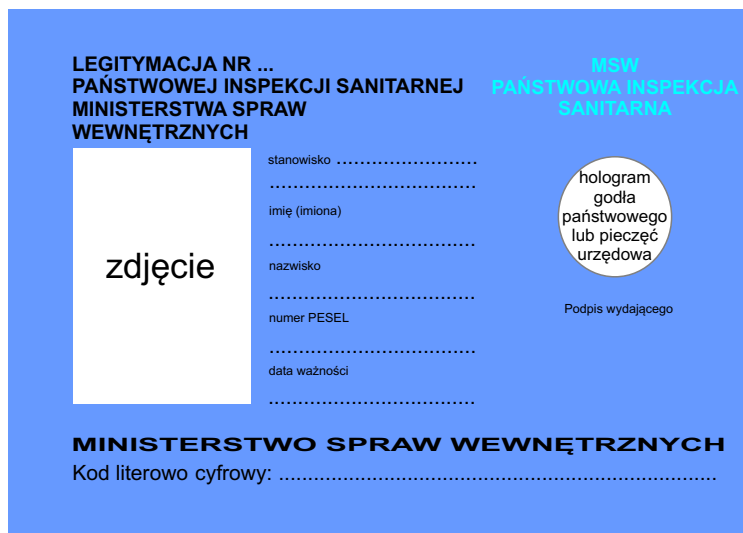 LEGITYMACJA NR ...
PAŃSTWOWEJ INSPEKCJI SANITARNEJ
MINISTERSTWA SPRAW
WEWNĘTRZNYCH
MSW
PAŃSTWOWA INSPEKCJA
SANITARNA
zdjęcie
stanowisko ........................
...................................
imię (imiona)
...................................
nazwisko
...................................
numer PESEL
...................................
data ważności
...................................
hologram
godła
państwowego
lub pieczęć
urzędowa
Podpis wydającego
MINISTERSTWO SPRAW WEWNĘTRZNYCH
Kod literowo cyfrowy: ...........................................................................